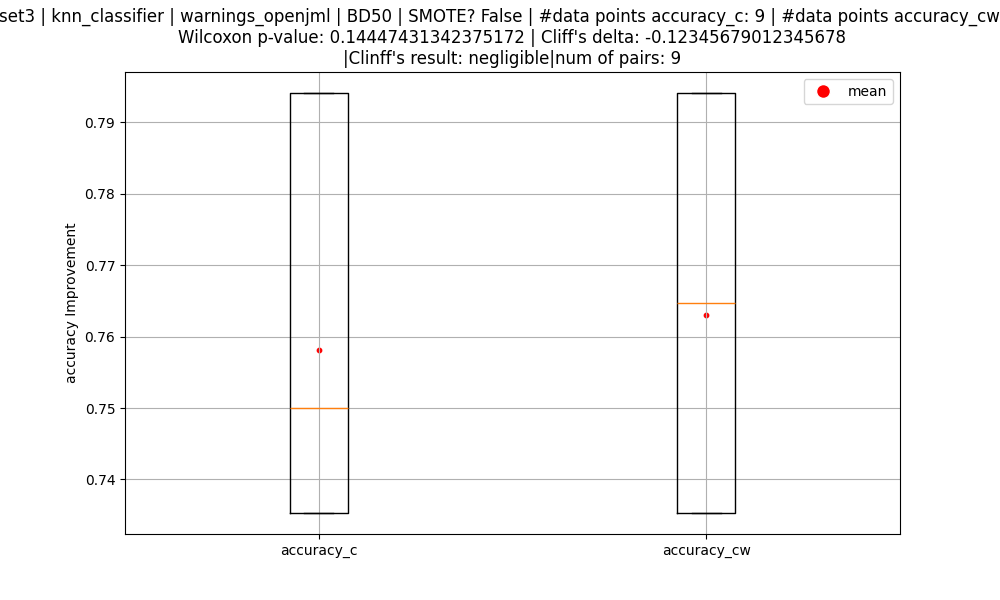 set3 | knn_classifier | warnings_openjml | BD50 | SMOTE? False | #data points accuracy_c: 9 | #data points accuracy_cw
Wilcoxon p-value: 0.14447431342375172 | Cliff's delta: -0.12345679012345678
|Clinff's result: negligible|num of pairs: 9
mean
0.79
0.78
0.77
0.76
0.75
0.74
accuracy Improvement
accuracy_c
accuracy_cw